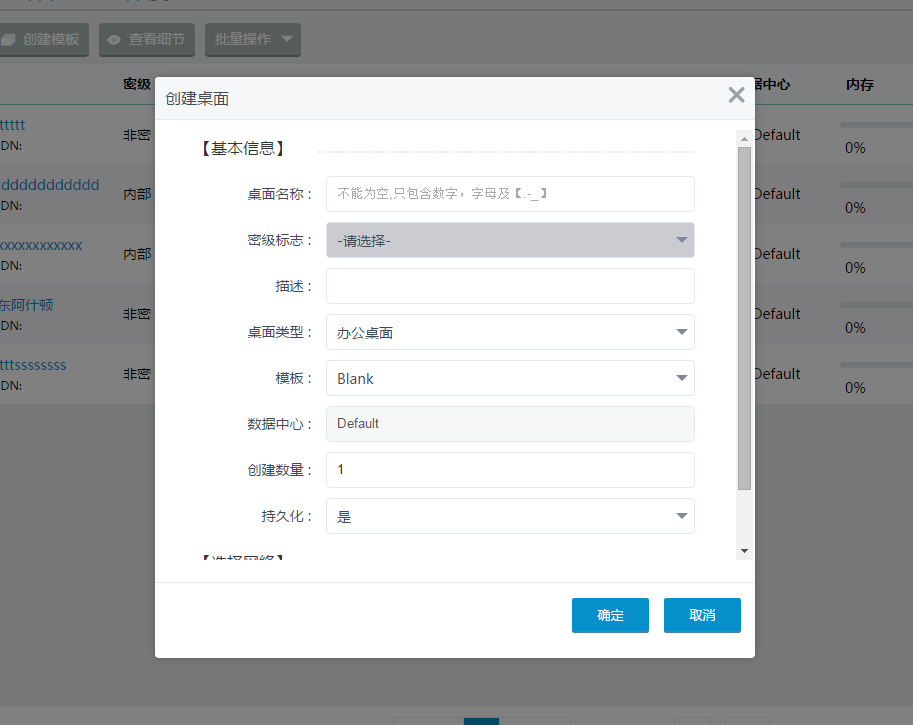 创建模板 查看细节 批量操作
密级 据中心 内存
ttttt
DN: 非密 Default 0%
dddddddddddd
DN: 内部 Default 0%
xxxxxxxxxxxx
DN: 内部 Default 0%
东阿什顿
DN: 非密 Default 0%
tttssssssss
DN: 非密 Default 0%
创建桌面
【基本信息】
桌面名称： 不能为空,只包含数字，字母及【.-_】
密级标志： -请选择-
描述：
桌面类型： 办公桌面
模板： Blank
数据中心： Default
创建数量： 1
持久化： 是
【选择网络】
确定 取消